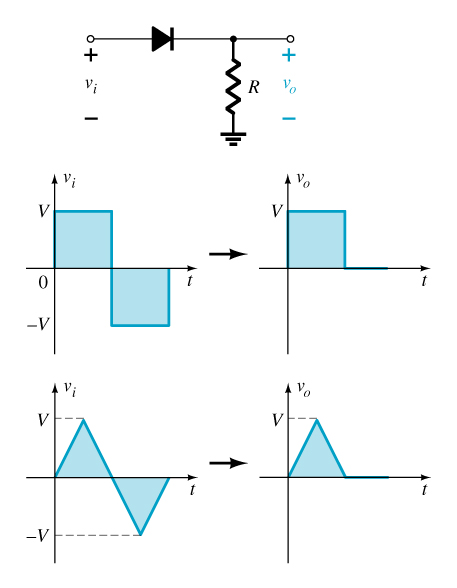 + +
vi R vo
− −
vi vo
V V
0 t t
−V
vi vo
V V
t t
−V